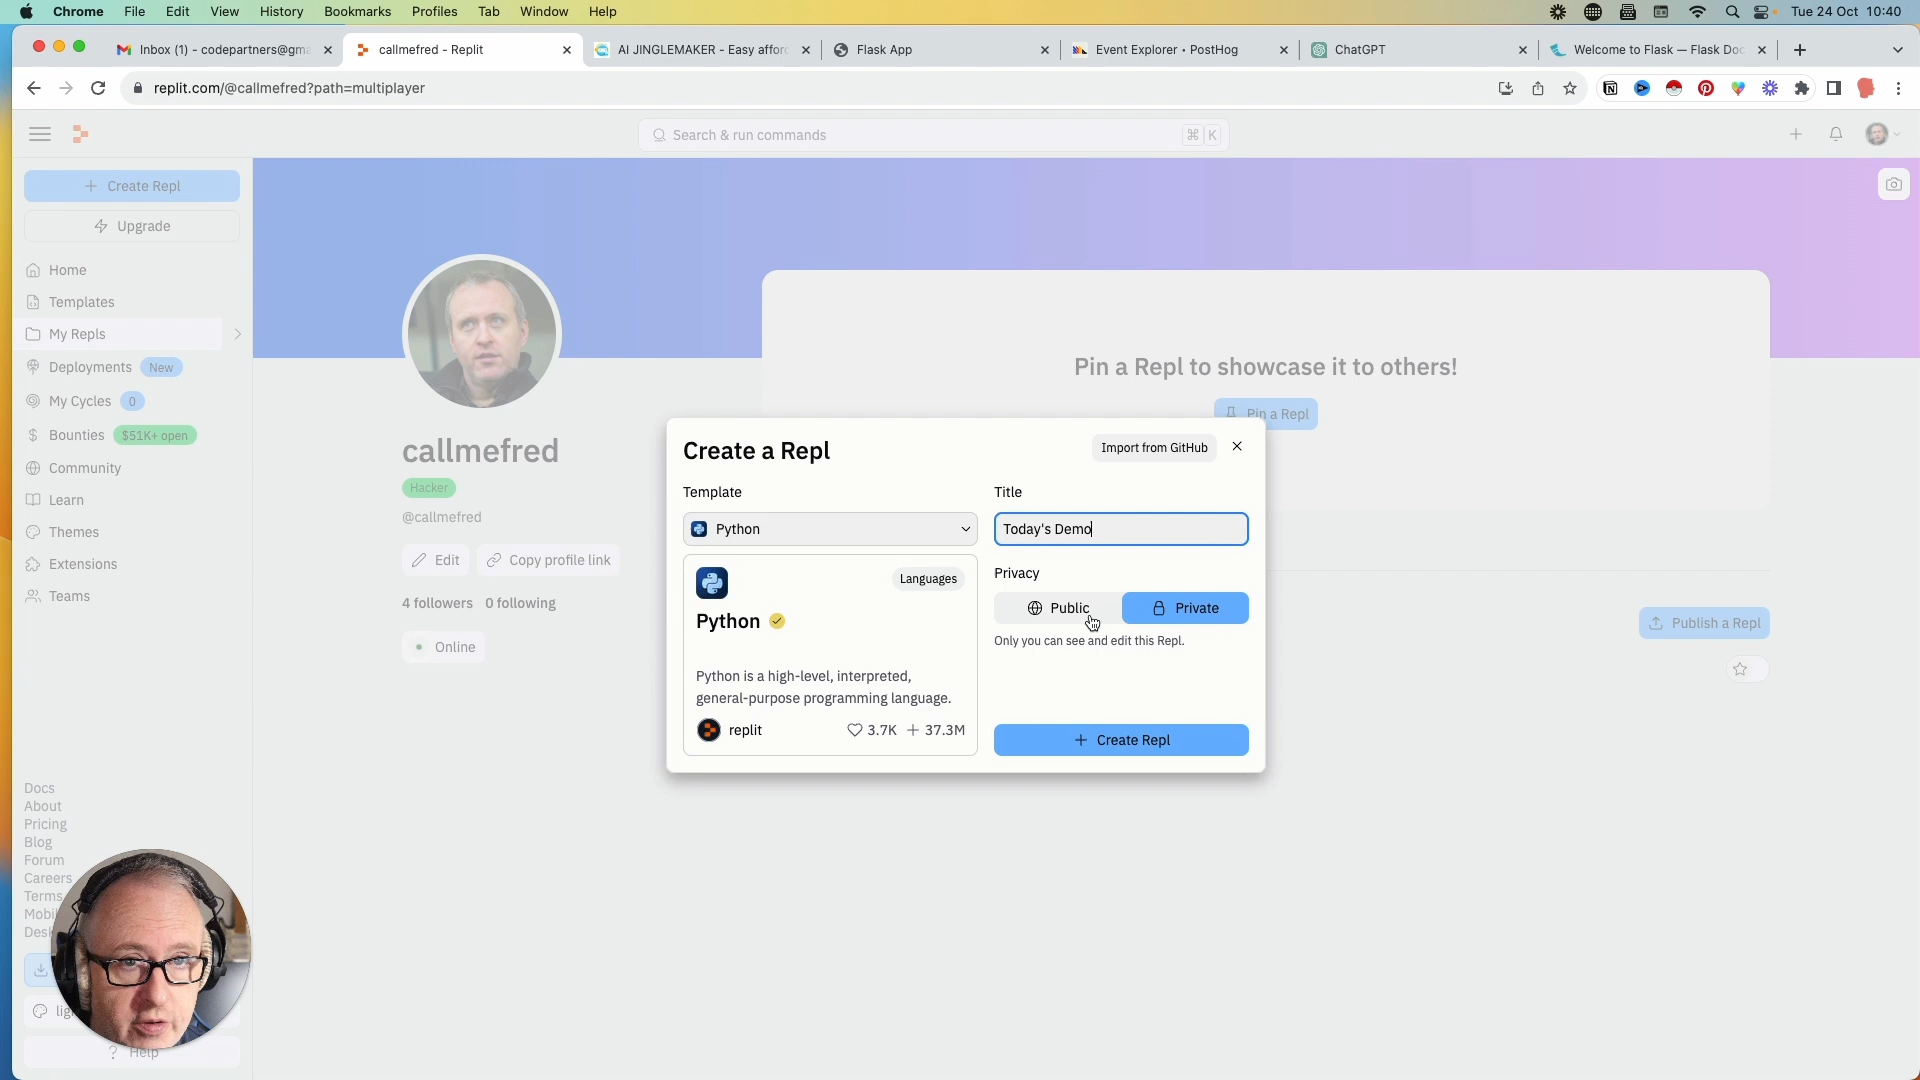 Chrome File Edit View History Bookmarks Profiles Tab Window Help
Tue 24 Oct 10:40
Inbox (1) - codepartners@gma
callmefred - Replit
AI JINGLEMAKER - Easy affor
Flask App
Event Explorer • PostHog
ChatGPT
Welcome to Flask — Flask Doc
replit.com/@callmefred?path=multiplayer
Search & run commands
⌘ K
Create Repl
Upgrade
Home
Templates
My Repls
Deployments New
My Cycles 0
Bounties $51K+ open
Community
Learn
Themes
Extensions
Teams
Docs
About
Pricing
Blog
Forum
Careers
Terms
Help
callmefred
Hacker
@callmefred
Edit
Copy profile link
4 followers 0 following
Online
Pin a Repl to showcase it to others!
Pin a Repl
Publish a Repl
Create a Repl
Import from GitHub
Template
Python
Languages
Python
Python is a high-level, interpreted,
general-purpose programming language.
replit
3.7K
37.3M
Title
Today's Demo
Privacy
Public
Private
Only you can see and edit this Repl.
Create Repl